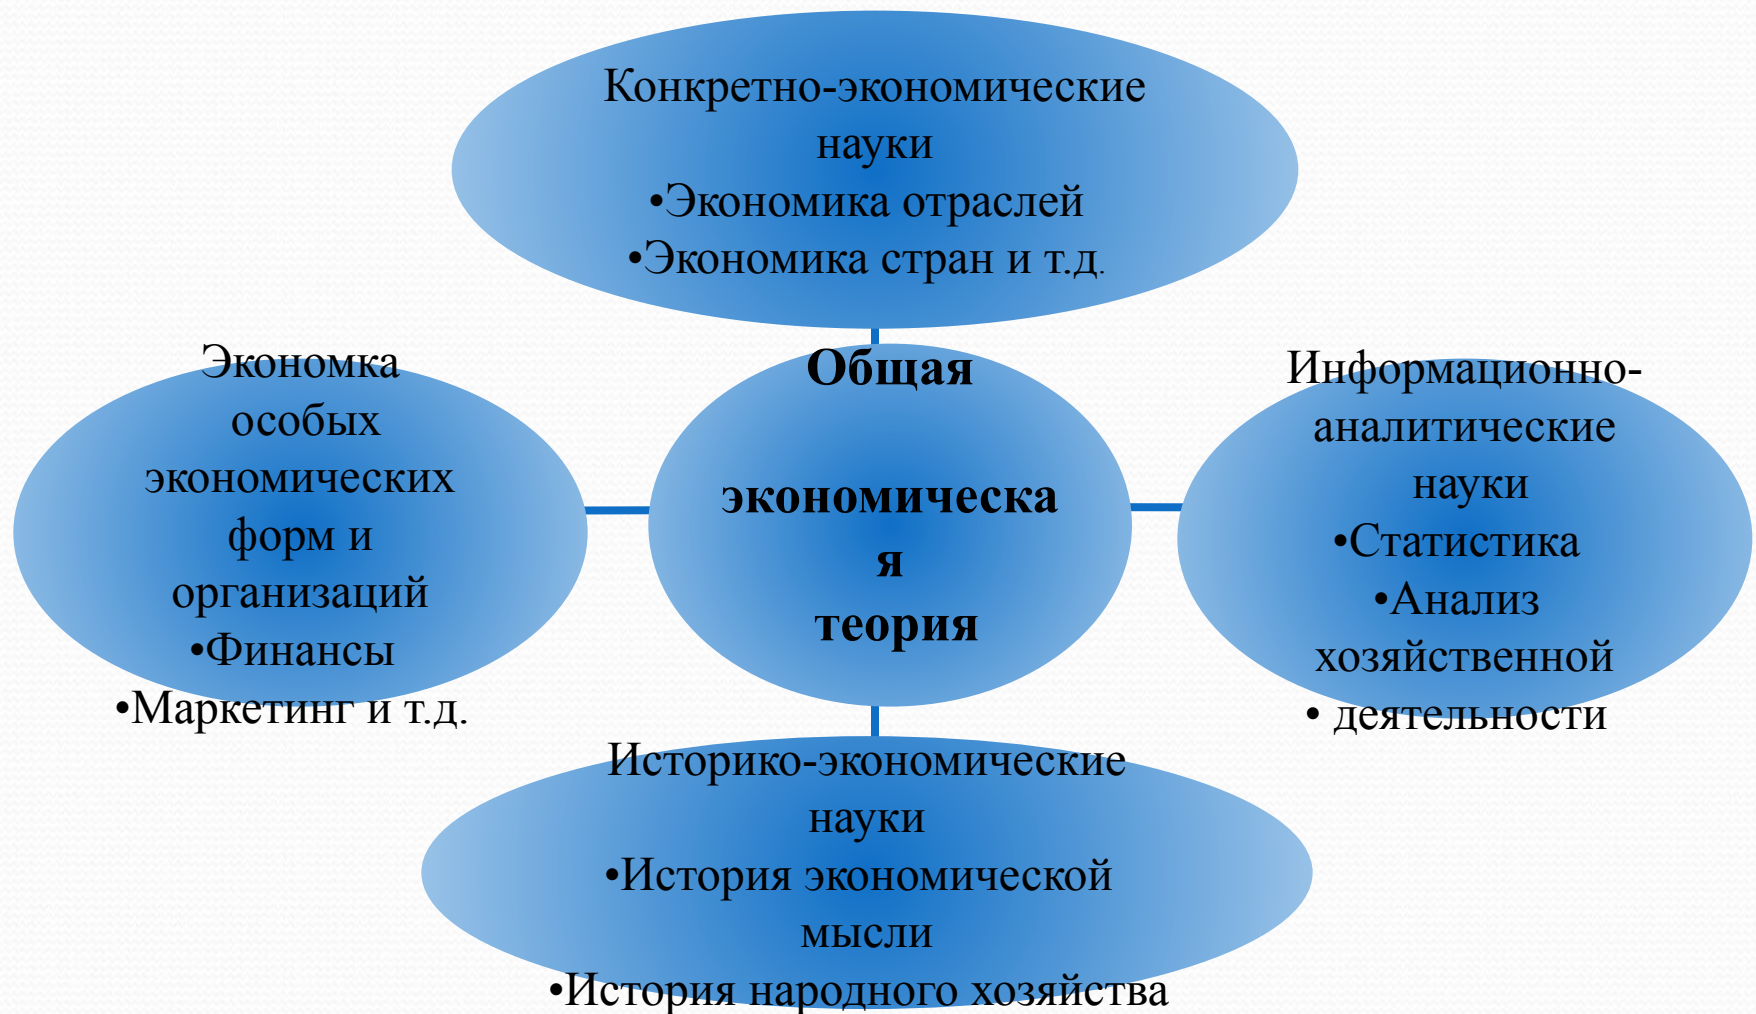 Конкретно-экономические
науки
•Экономика отраслей
•Экономика стран и т.д.
Экономка
особых
экономических
форм и
организаций
•Финансы
•Маркетинг и т.д.
Общая
экономическа
я
теория
Информационно-
аналитические
науки
•Статистика
•Анализ
хозяйственной
• деятельности
Историко-экономические
науки
•История экономической
мысли
•История народного хозяйства